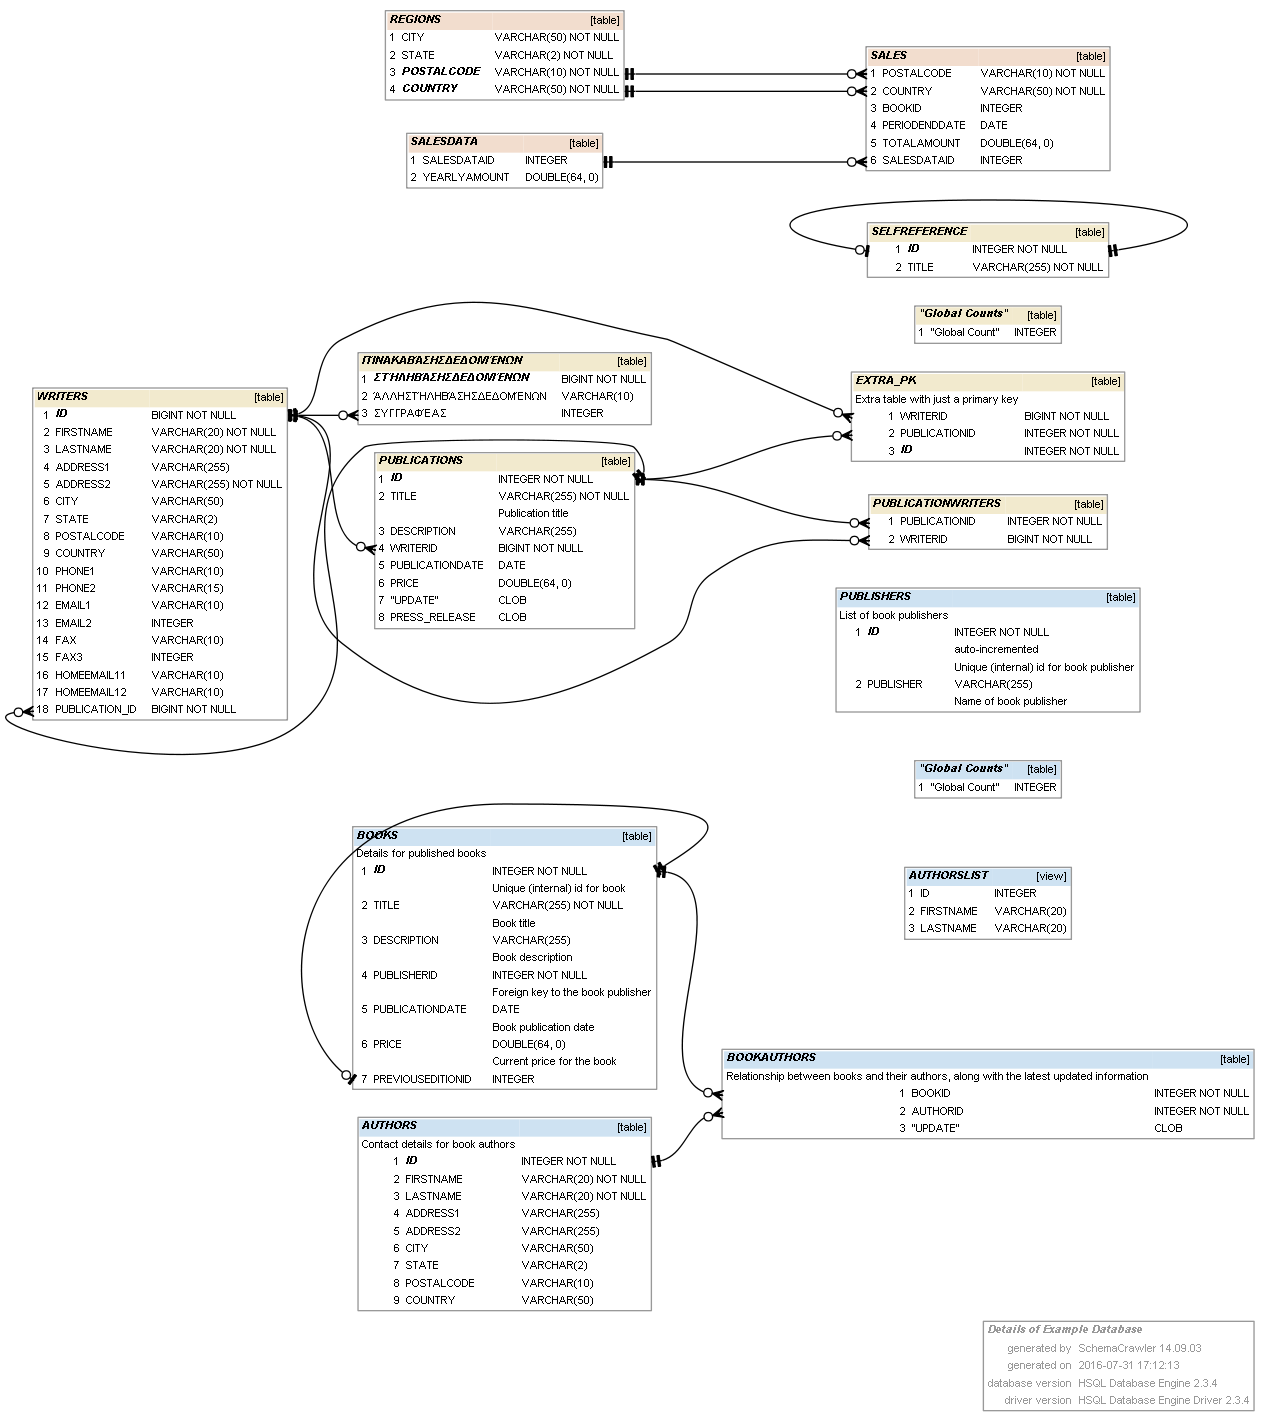 REGIONS [table]
1 CITY VARCHAR(50) NOT NULL
2 STATE VARCHAR(2) NOT NULL
3 POSTALCODE VARCHAR(10) NOT NULL
4 COUNTRY VARCHAR(50) NOT NULL
SALES [table]
1 POSTALCODE VARCHAR(10) NOT NULL
2 COUNTRY VARCHAR(50) NOT NULL
3 BOOKID INTEGER
4 PERIODENDDATE DATE
5 TOTALAMOUNT DOUBLE(64, 0)
6 SALESDATAID INTEGER
SALESDATA [table]
1 SALESDATAID INTEGER
2 YEARLYAMOUNT DOUBLE(64, 0)
SELFREFERENCE [table]
1 ID INTEGER NOT NULL
2 TITLE VARCHAR(255) NOT NULL
"Global Counts" [table]
1 "Global Count" INTEGER
ΠΊΝΑΚΑΒΆΣΗΣΔΕΔΟΜΈΝΩΝ [table]
1 ΣΤΉΛΗΒΆΣΗΣΔΕΔΟΜΈΝΩΝ BIGINT NOT NULL
2 ΆΛΛΗΣΤΉΛΗΒΆΣΗΣΔΕΔΟΜΈΝΩΝ VARCHAR(10)
3 ΣΥΓΓΡΑΦΈΑΣ INTEGER
EXTRA_PK [table]
Extra table with just a primary key
1 WRITERID BIGINT NOT NULL
2 PUBLICATIONID INTEGER NOT NULL
3 ID INTEGER NOT NULL
WRITERS [table]
1 ID BIGINT NOT NULL
2 FIRSTNAME VARCHAR(20) NOT NULL
3 LASTNAME VARCHAR(20) NOT NULL
4 ADDRESS1 VARCHAR(255)
5 ADDRESS2 VARCHAR(255) NOT NULL
6 CITY VARCHAR(50)
7 STATE VARCHAR(2)
8 POSTALCODE VARCHAR(10)
9 COUNTRY VARCHAR(50)
10 PHONE1 VARCHAR(10)
11 PHONE2 VARCHAR(15)
12 EMAIL1 VARCHAR(10)
13 EMAIL2 INTEGER
14 FAX VARCHAR(10)
15 FAX3 INTEGER
16 HOMEEMAIL11 VARCHAR(10)
17 HOMEEMAIL12 VARCHAR(10)
18 PUBLICATION_ID BIGINT NOT NULL
PUBLICATIONS [table]
1 ID INTEGER NOT NULL
2 TITLE VARCHAR(255) NOT NULL
Publication title
3 DESCRIPTION VARCHAR(255)
4 WRITERID BIGINT NOT NULL
5 PUBLICATIONDATE DATE
6 PRICE DOUBLE(64, 0)
7 "UPDATE" CLOB
8 PRESS_RELEASE CLOB
PUBLICATIONWRITERS [table]
1 PUBLICATIONID INTEGER NOT NULL
2 WRITERID BIGINT NOT NULL
PUBLISHERS [table]
List of book publishers
1 ID INTEGER NOT NULL
auto-incremented
Unique (internal) id for book publisher
2 PUBLISHER VARCHAR(255)
Name of book publisher
"Global Counts" [table]
1 "Global Count" INTEGER
BOOKS [table]
Details for published books
1 ID INTEGER NOT NULL
Unique (internal) id for book
2 TITLE VARCHAR(255) NOT NULL
Book title
3 DESCRIPTION VARCHAR(255)
Book description
4 PUBLISHERID INTEGER NOT NULL
Foreign key to the book publisher
5 PUBLICATIONDATE DATE
Book publication date
6 PRICE DOUBLE(64, 0)
Current price for the book
7 PREVIOUSEDITIONID INTEGER
AUTHORSLIST [view]
1 ID INTEGER
2 FIRSTNAME VARCHAR(20)
3 LASTNAME VARCHAR(20)
BOOKAUTHORS [table]
Relationship between books and their authors, along with the latest updated information
1 BOOKID INTEGER NOT NULL
2 AUTHORID INTEGER NOT NULL
3 "UPDATE" CLOB
AUTHORS [table]
Contact details for book authors
1 ID INTEGER NOT NULL
2 FIRSTNAME VARCHAR(20) NOT NULL
3 LASTNAME VARCHAR(20) NOT NULL
4 ADDRESS1 VARCHAR(255)
5 ADDRESS2 VARCHAR(255)
6 CITY VARCHAR(50)
7 STATE VARCHAR(2)
8 POSTALCODE VARCHAR(10)
9 COUNTRY VARCHAR(50)
Details of Example Database
generated by SchemaCrawler 14.09.03
generated on 2016-07-31 17:12:13
database version HSQL Database Engine 2.3.4
driver version HSQL Database Engine Driver 2.3.4